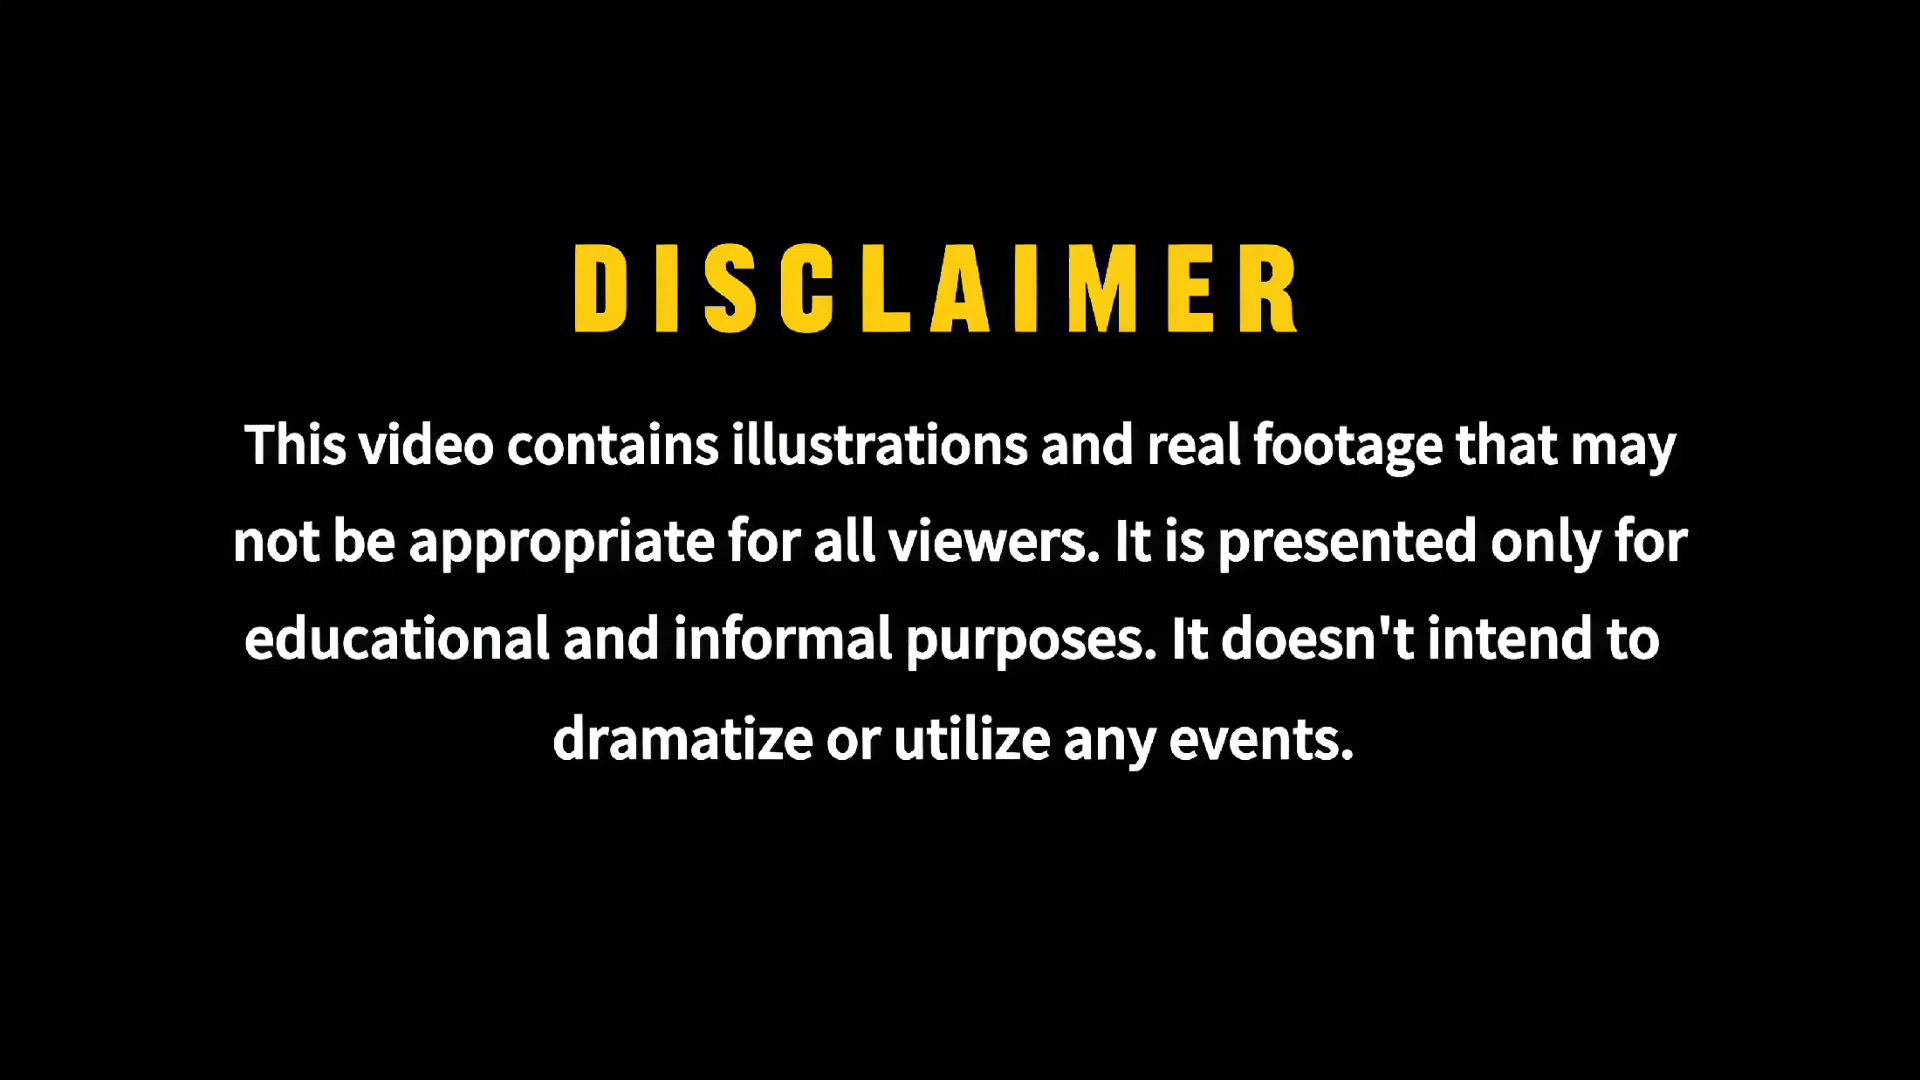 DISCLAIMER
This video contains illustrations and real footage that may
not be appropriate for all viewers. It is presented only for
educational and informal purposes. It doesn't intend to
dramatize or utilize any events.